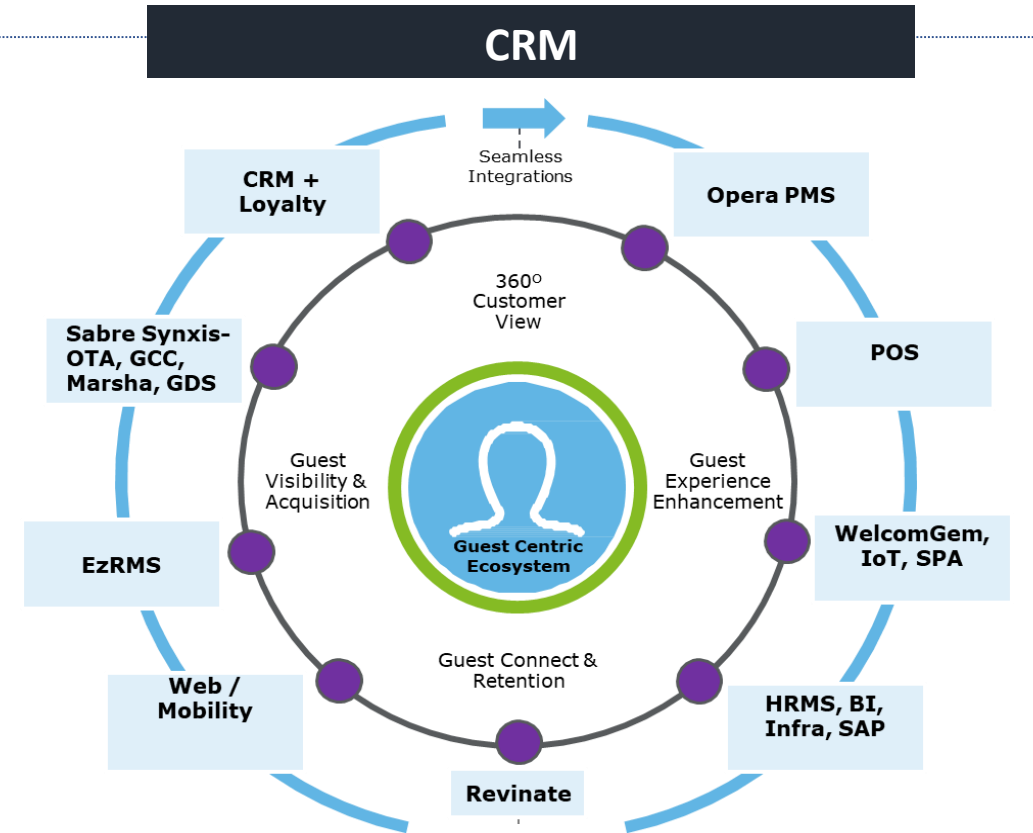 CRM
Seamless
Integrations
CRM +
Loyalty
Opera PMS
360º
Customer
View
Sabre Synxis-
OTA, GCC,
Marsha, GDS
POS
Guest
Visibility &
Acquisition
Guest
Experience
Enhancement
Guest Centric
Ecosystem
EzRMS
WelcomGem,
IoT, SPA
Guest Connect &
Retention
Web /
Mobility
HRMS, BI,
Infra, SAP
Revinate